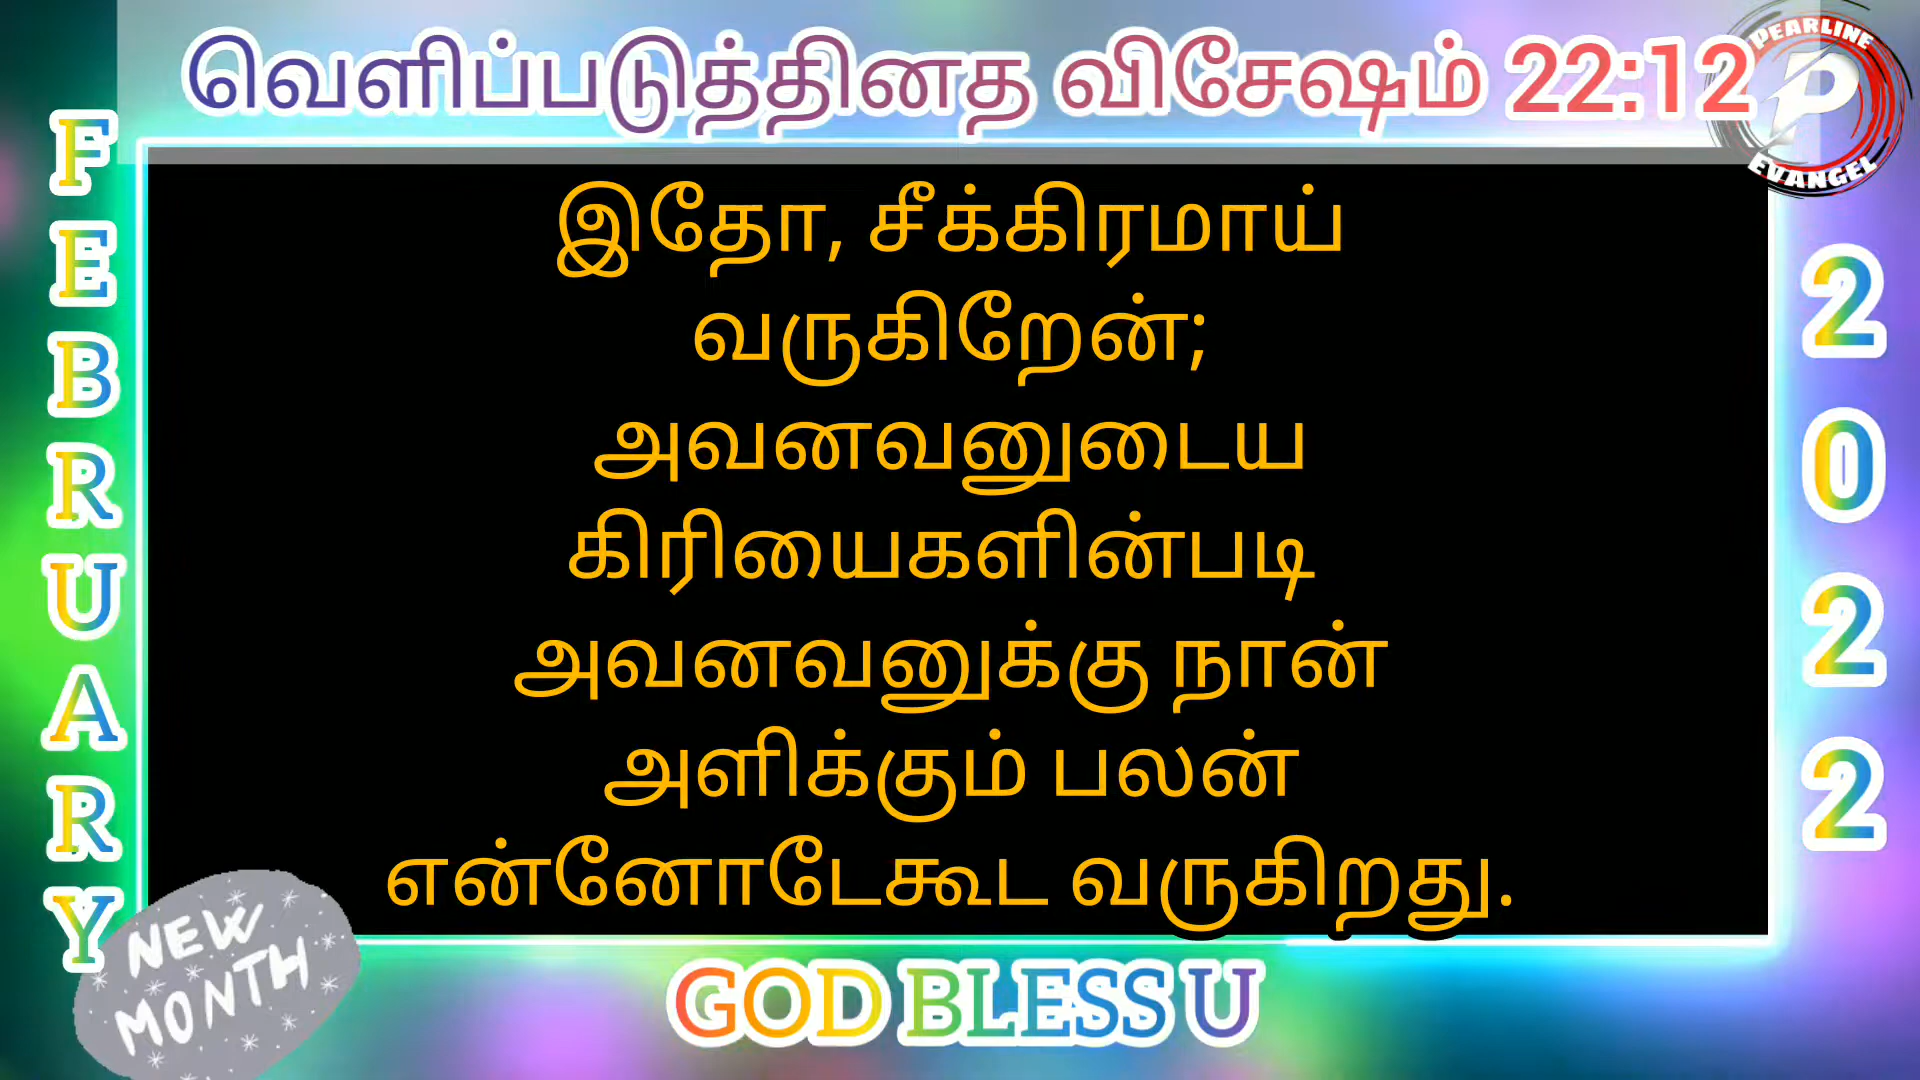 வெளிப்படுத்தினத விசேஷம் 22:12
PEARLINE
P
EVANGEL
FEBRUARY
இதோ, சீக்கிரமாய்
வருகிறேன்;
அவனவனுடைய
கிரியைகளின்படி
அவனவனுக்கு நான்
அளிக்கும் பலன்
என்னோடேகூட வருகிறது.
2022
NEW
MONTH
GOD BLESS U